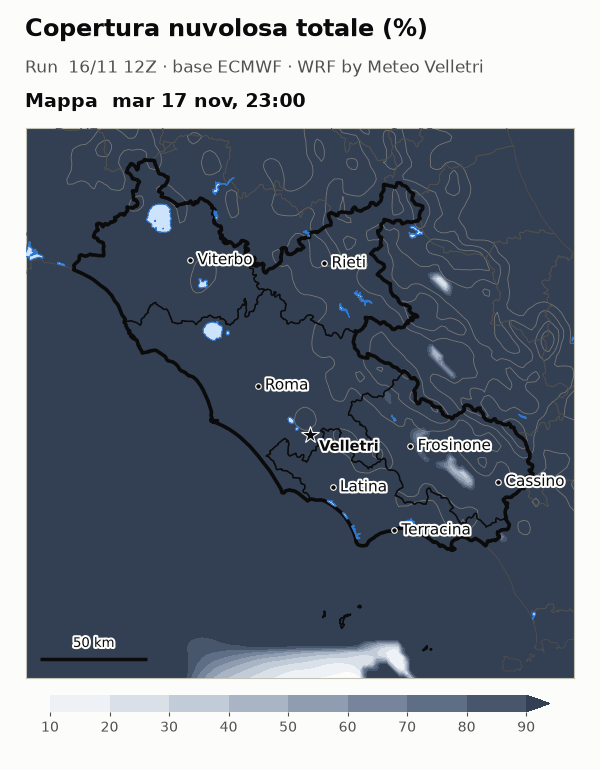 Copertura nuvolosa totale (%)
Run  16/11 12Z · base ECMWF · WRF by Meteo Velletri
Mappa  mar 17 nov, 23:00
Viterbo
Rieti
Roma
Velletri
Frosinone
Cassino
Latina
Terracina
50 km
10 20 30 40 50 60 70 80 90